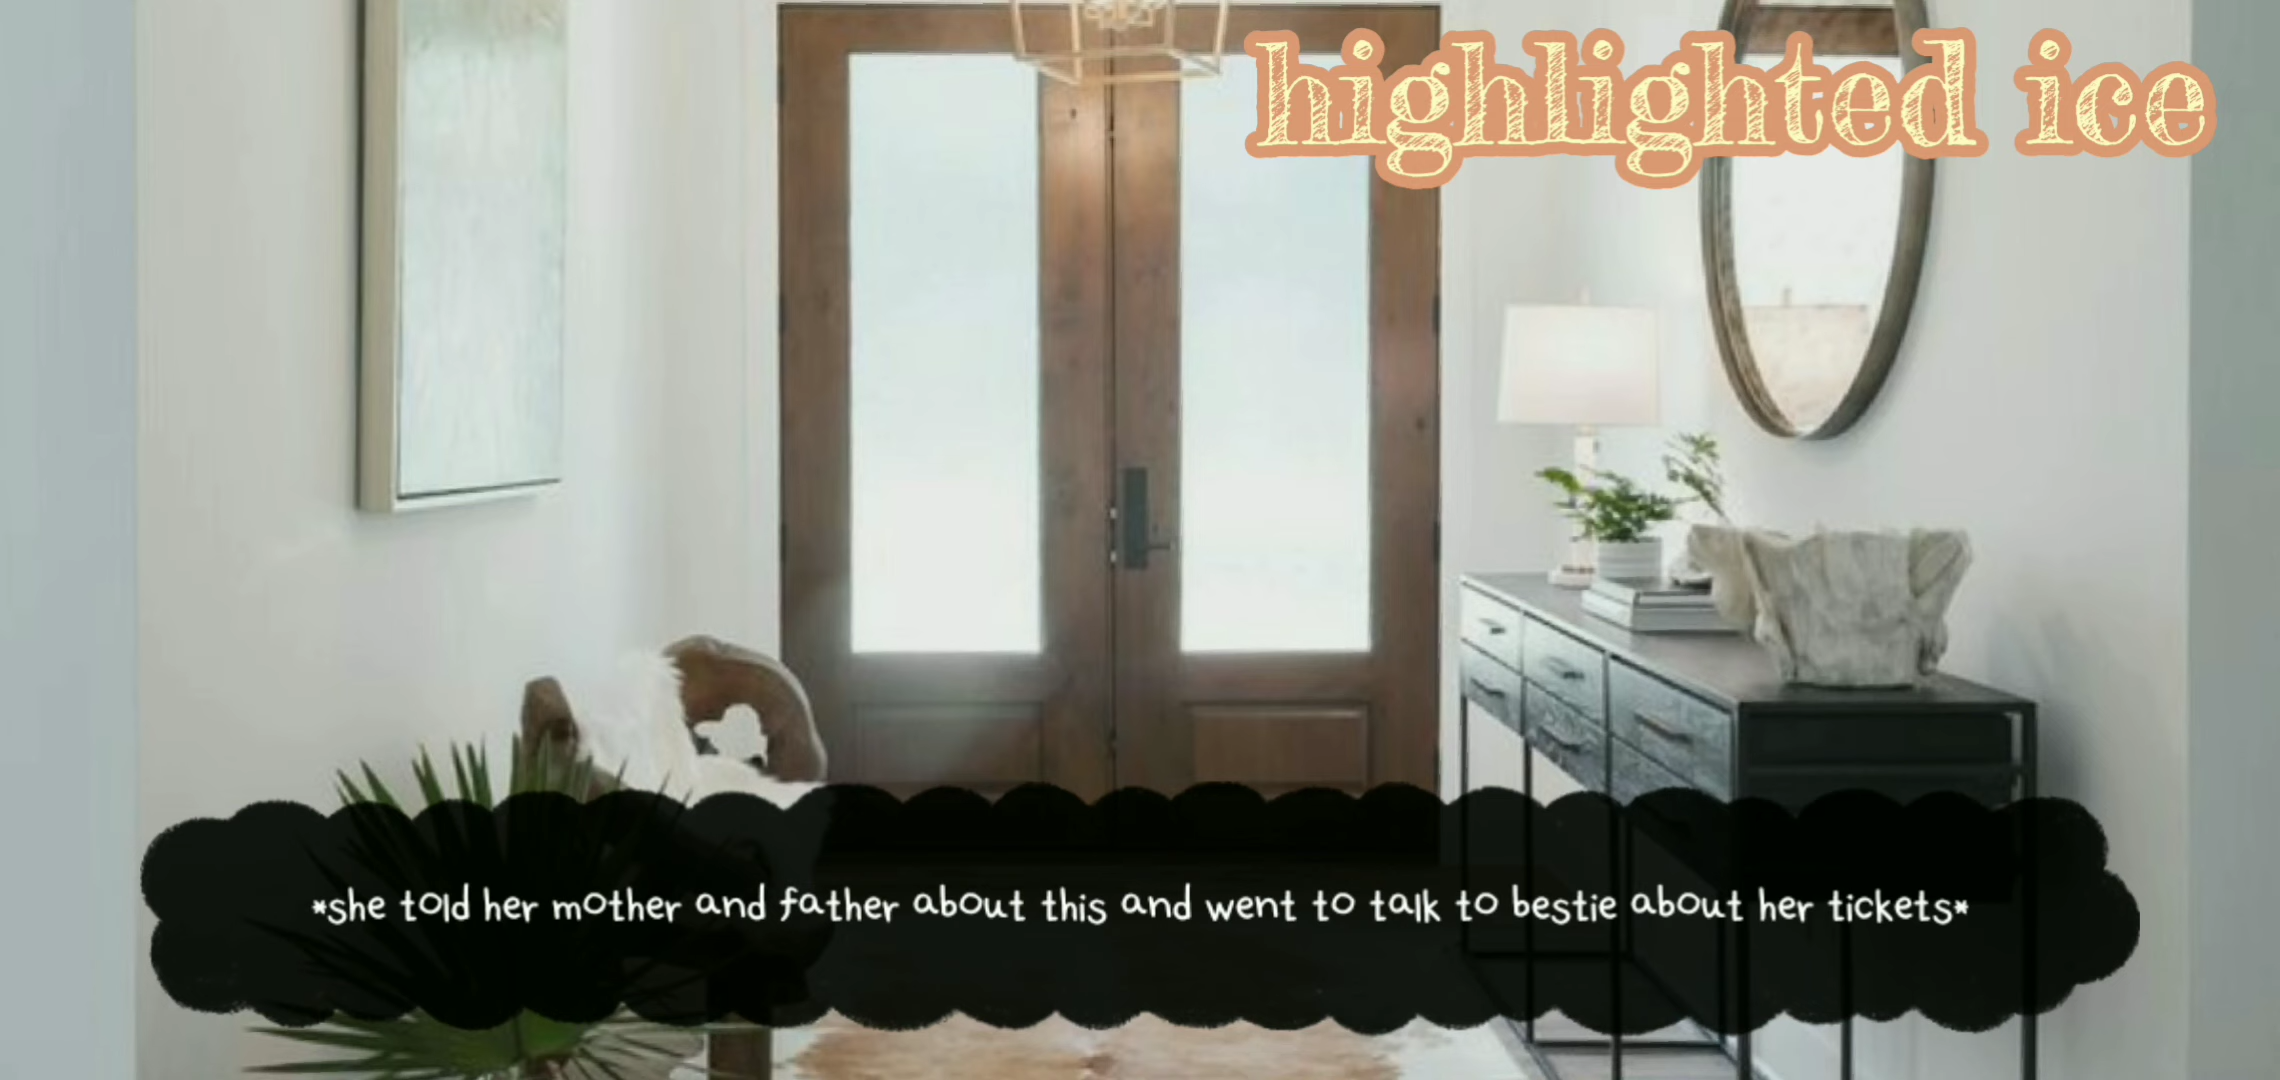 highlighted ice
*she told her mother and father about this and went to talk to bestie about her tickets*